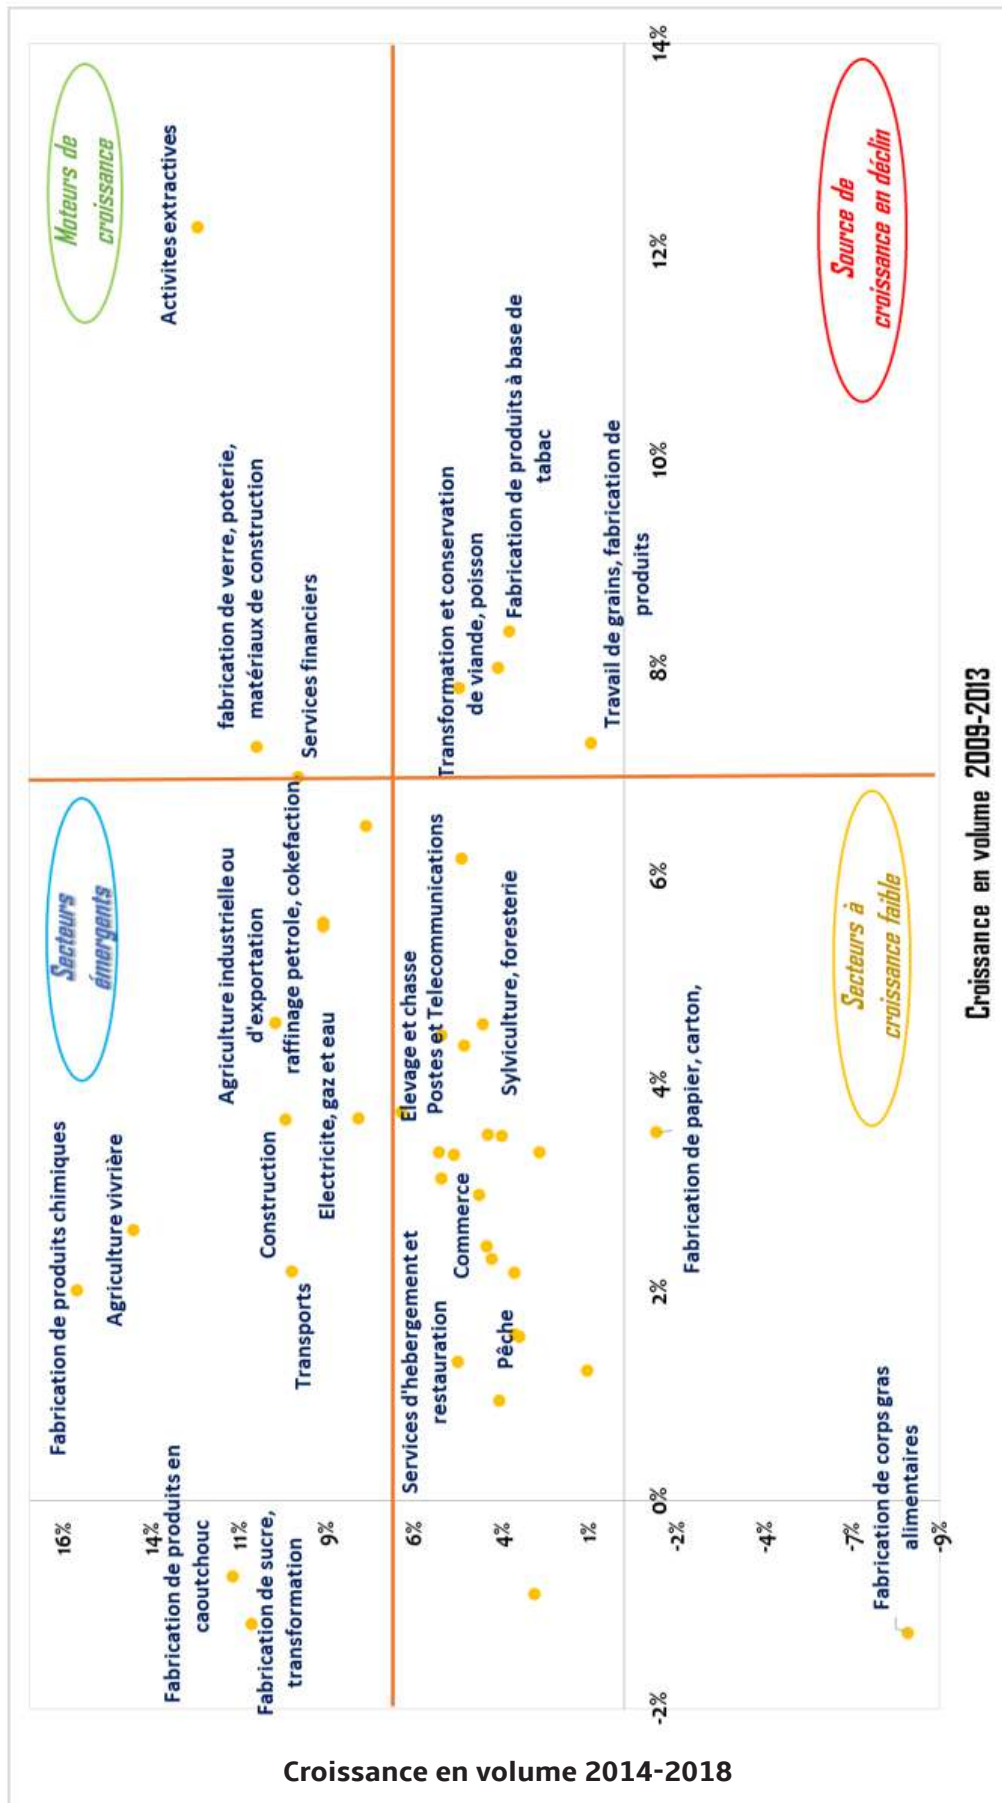 Moteurs de
croissance
Activites extractives
fabrication de verre, poterie,
matériaux de construction
Services financiers
Secteurs
émergents
Fabrication de produits chimiques
Agriculture vivrière
Agriculture industrielle ou
d'exportation
raffinage petrole, cokefaction
Construction
Electricite, gaz et eau
Transports
Fabrication de produits en
caoutchouc
Fabrication de sucre,
transformation
Transformation et conservation
de viande, poisson
Fabrication de produits à base de
tabac
Travail de grains, fabrication de
produits
Source de
croissance en déclin
Elevage et chasse
Postes et Telecommunications
Sylviculture, foresterie
Services d'hebergement et
restauration
Commerce
Pêche
Fabrication de papier, carton,
Secteurs à
croissance faible
Fabrication de corps gras
alimentaires
16%
14%
11%
9%
6%
4%
1%
-2%
-4%
-7%
-9%
-2%
0%
2%
4%
6%
8%
10%
12%
14%
Croissance en volume 2009-2013
Croissance en volume 2014-2018